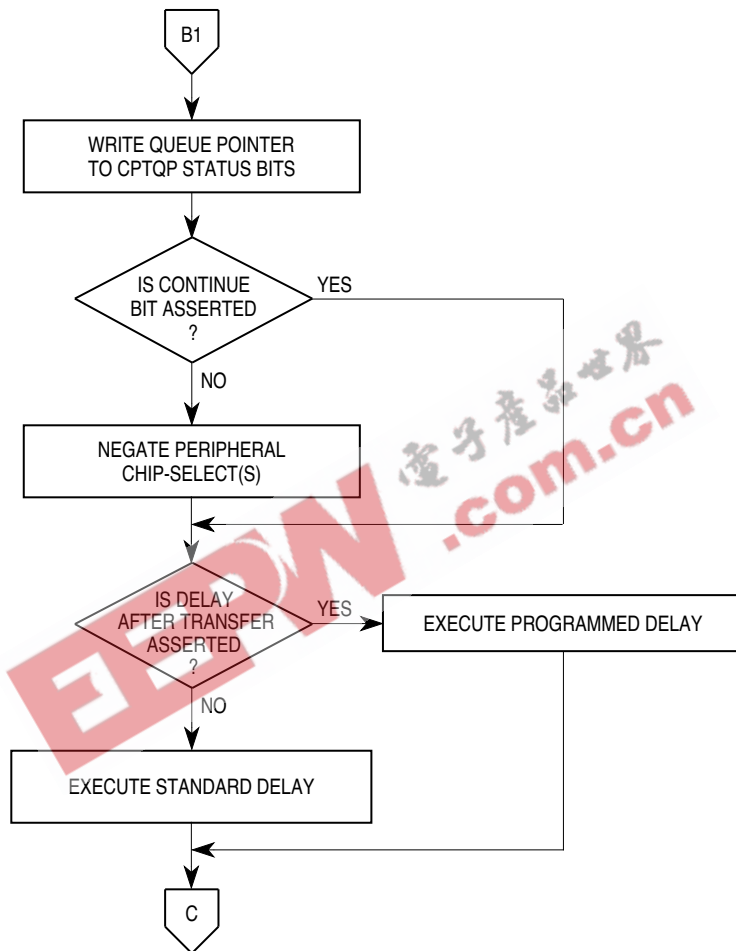 B1
WRITE QUEUE POINTER
TO CPTQP STATUS BITS
IS CONTINUE
BIT ASSERTED
?
YES
NO
NEGATE PERIPHERAL
CHIP-SELECT(S)
電子產品世界
.com.cn
EEPW
IS DELAY
AFTER TRANSFER
ASSERTED
?
YES
EXECUTE PROGRAMMED DELAY
NO
EXECUTE STANDARD DELAY
C